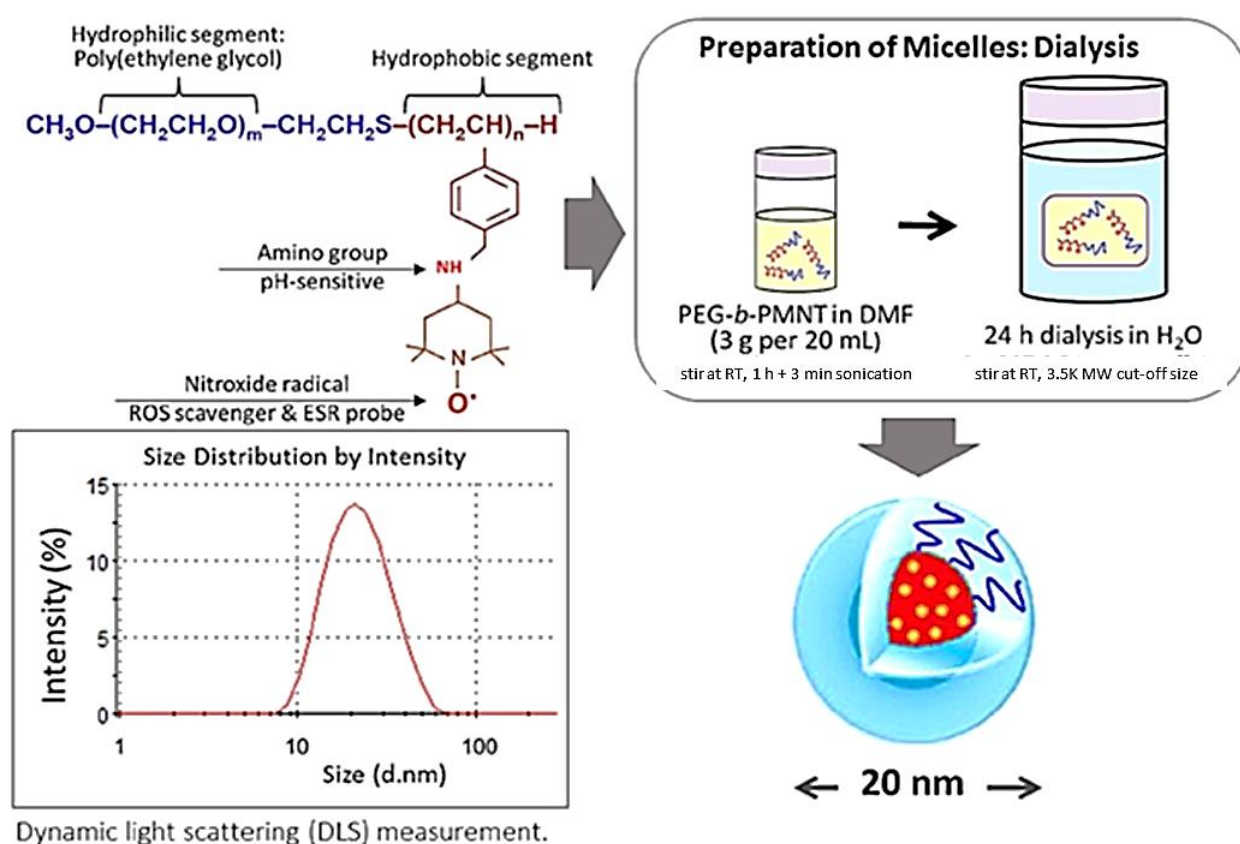 Hydrophilic segment:
Poly(ethylene glycol)
Hydrophobic segment
CH₃O–(CH₂CH₂O)ₘ–CH₂CH₂S–(CH₂CH)ₙ–H
Amino group
pH-sensitive
NH
N
O•
Nitroxide radical
ROS scavenger & ESR probe
Preparation of Micelles: Dialysis
PEG-b-PMNT in DMF
(3 g per 20 mL)
stir at RT, 1 h + 3 min sonication
24 h dialysis in H₂O
stir at RT, 3.5K MW cut-off size
Size Distribution by Intensity
Intensity (%)
15
10
5
0
1 10 100
Size (d.nm)
Dynamic light scattering (DLS) measurement.
20 nm